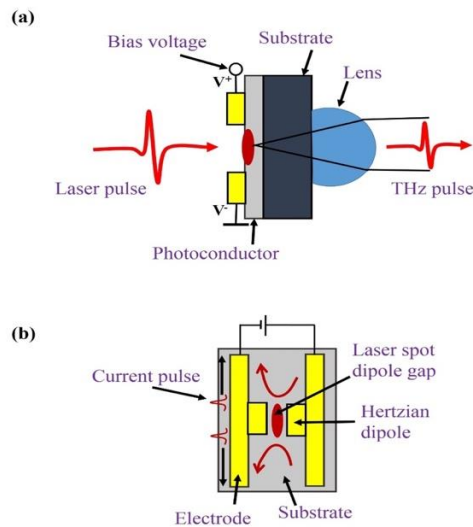 (a)
Bias voltage
Substrate
Lens
V+
Laser pulse
THz pulse
V-
Photoconductor
(b)
Laser spot
dipole gap
Current pulse
Hertzian
dipole
Electrode
Substrate